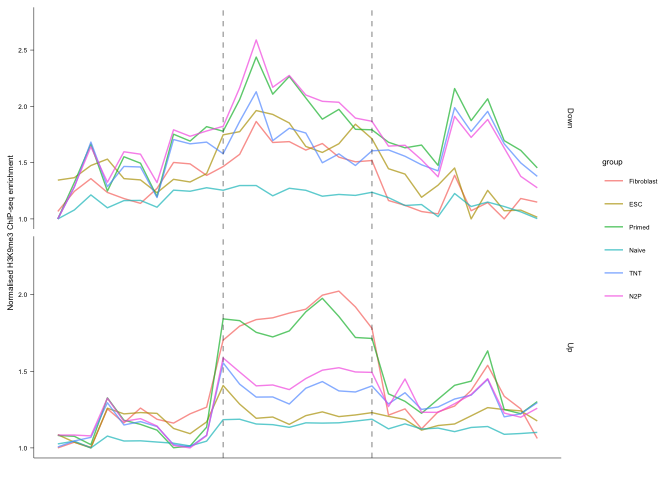 Normalised H3K9me3 ChIP-seq enrichment
2.5
2.0
1.5
1.0
Down
2.0
1.5
1.0
Up
group
Fibroblast
ESC
Primed
Naive
TNT
N2P